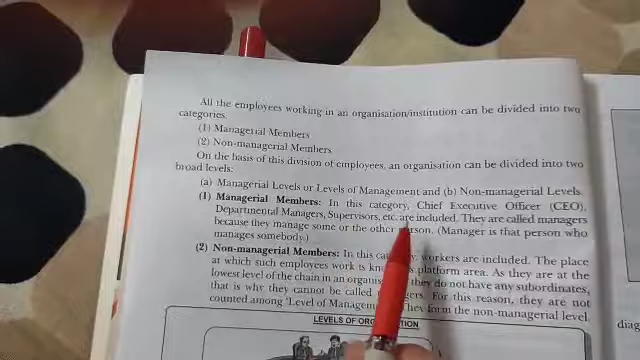 All the employees working in an organisation/institution can be divided into two
categories.
(1) Managerial Members
(2) Non-managerial Members.
On the basis of this division of employees, an organisation can be divided into two
broad levels:
(a) Managerial Levels or Levels of Management and (b) Non-managerial Levels.
(1) Managerial Members: In this category, Chief Executive Officer (CEO),
Departmental Managers, Supervisors, etc. are included. They are called managers
because they manage some or the other person. (Manager is that person who
manages somebody.)
(2) Non-managerial Members: In this workers are included. The place
at which such employees work is platform area. As they are at the
lowest level of the chain in an they do not have any subordinates,
that is why they cannot be called For this reason, they are not
counted among 'Level of They form the non-managerial level
LEVELS OF ORGANISATION
diag